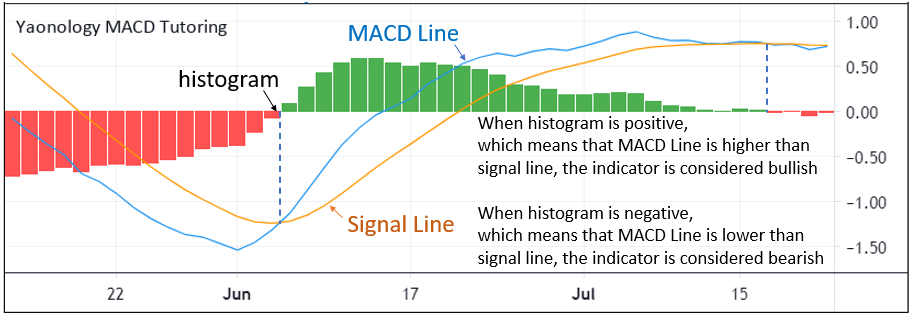 Yaonology MACD Tutoring
MACD Line
histogram
When histogram is positive,
which means that MACD Line is higher than
signal line, the indicator is considered bullish
Signal Line
When histogram is negative,
which means that MACD Line is lower than
signal line, the indicator is considered bearish
1.00
0.50
0.00
-0.50
-1.00
-1.50
22
Jun
17
Jul
15